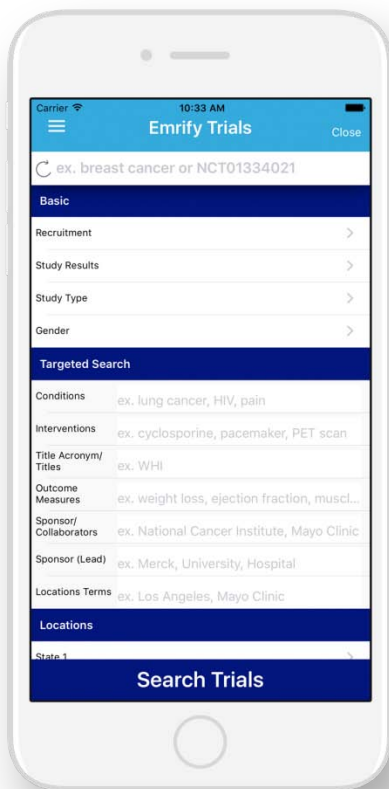 Carrier 10:33 AM
Emrify Trials
Close
ex. breast cancer or NCT01334021
Basic
Recruitment
Study Results
Study Type
Gender
Targeted Search
Conditions ex. lung cancer, HIV, pain
Interventions ex. cyclosporine, pacemaker, PET scan
Title Acronym/
Titles
ex. WHI
Outcome
Measures
ex. weight loss, ejection fraction, muscl...
Sponsor/
Collaborators
ex. National Cancer Institute, Mayo Clinic
Sponsor (Lead) ex. Merck, University, Hospital
Locations Terms ex. Los Angeles, Mayo Clinic
Locations
State 1
Search Trials